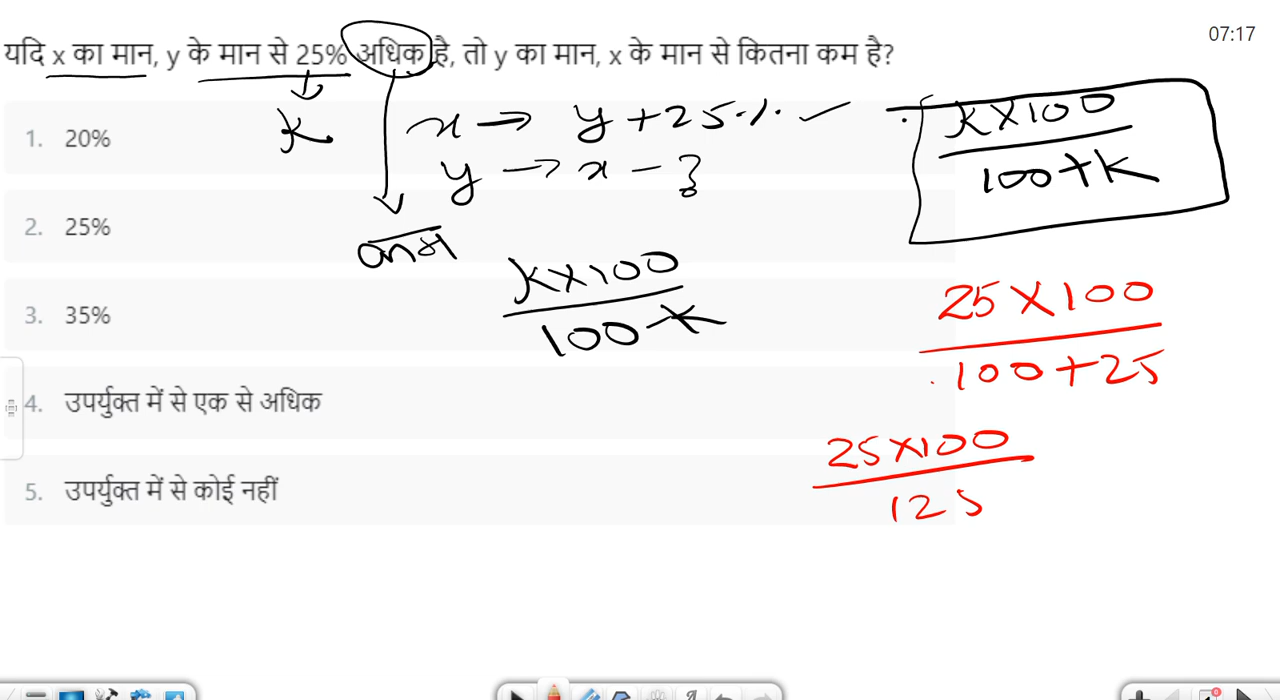 07:17
यदि x का मान, y के मान से 25% अधिक है, तो y का मान, x के मान से कितना कम है?
K
x → y + 25% ✓
y → x - ?
कम
K×100
100-K
K×100
100+K
1. 20%
2. 25%
3. 35%
4. उपर्युक्त में से एक से अधिक
5. उपर्युक्त में से कोई नहीं
25×100
100+25
25×100
125